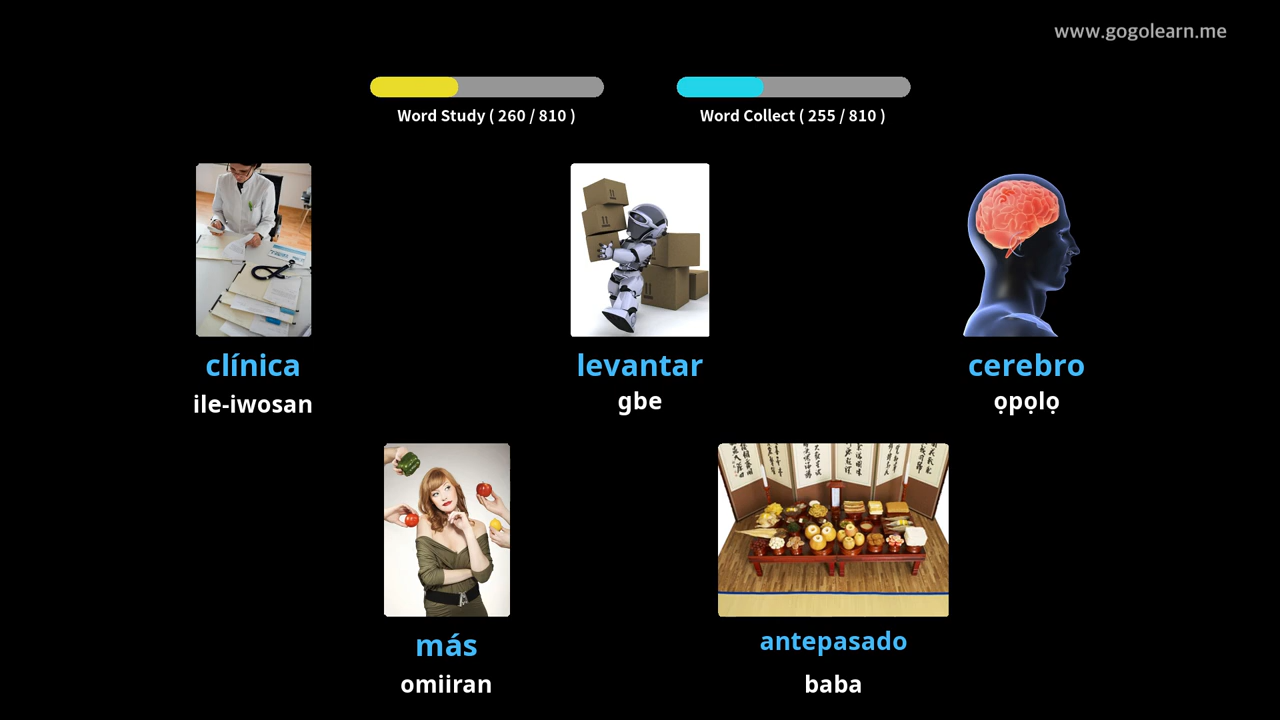 www.gogolearn.me
Word Study ( 260 / 810 )
Word Collect ( 255 / 810 )
clínica
ile-iwosan
levantar
gbe
cerebro
ọpọlọ
más
omiiran
antepasado
baba